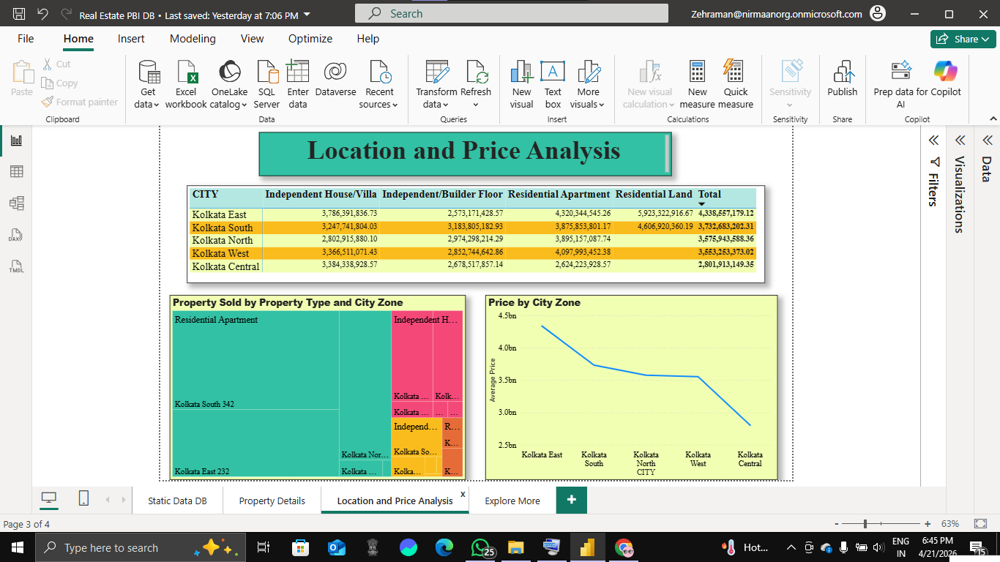 Real Estate PBI DB • Last saved: Yesterday at 7:06 PM
Search
Zehraman@nirmaanorg.onmicrosoft.com
File Home Insert Modeling View Optimize Help
Share
Paste
Cut
Copy
Format painter
Clipboard
Get data
Excel workbook
OneLake catalog
SQL Server
Enter data
Dataverse
Recent sources
Data
Transform data
Refresh
Queries
New visual
Text box
More visuals
Insert
New visual calculation
New measure
Quick measure
Calculations
Sensitivity
Sensitivity
Publish
Share
Prep data for AI
Copilot
Copilot
DAX
TMDL
Location and Price Analysis
CITY Independent House/Villa Independent/Builder Floor Residential Apartment Residential Land Total
Kolkata East 3,786,391,836.73 2,573,171,428.57 4,320,344,545.26 5,923,322,916.67 4,338,557,179.12
Kolkata South 3,247,741,804.03 3,183,805,182.93 3,875,853,801.17 4,606,920,360.19 3,732,683,202.31
Kolkata North 2,802,915,880.10 2,974,298,214.29 3,895,157,087.74 3,575,943,588.36
Kolkata West 3,366,511,071.43 2,852,744,642.86 4,097,993,452.38 3,553,253,373.02
Kolkata Central 3,384,338,928.57 2,678,517,857.14 2,624,223,928.57 2,801,913,149.35
Property Sold by Property Type and City Zone
Residential Apartment
Kolkata South 342
Kolkata East 232
Kolkata Nor...
Kolkata ...
Independent H...
Kolkata ...
Kolk...
Kolkata ...
...
...
Independ...
Kolkata So...
Kolka...
R...
K...
K...
Price by City Zone
Average Price
4.5bn
4.0bn
3.5bn
3.0bn
2.5bn
Kolkata East
Kolkata South
Kolkata North
Kolkata West
Kolkata Central
CITY
Filters
Visualizations
Data
Static Data DB
Property Details
Location and Price Analysis x
Explore More
+
Page 3 of 4
- + 63%
Type here to search
25
Hot...
ENG
IN
6:45 PM
4/21/2026
15